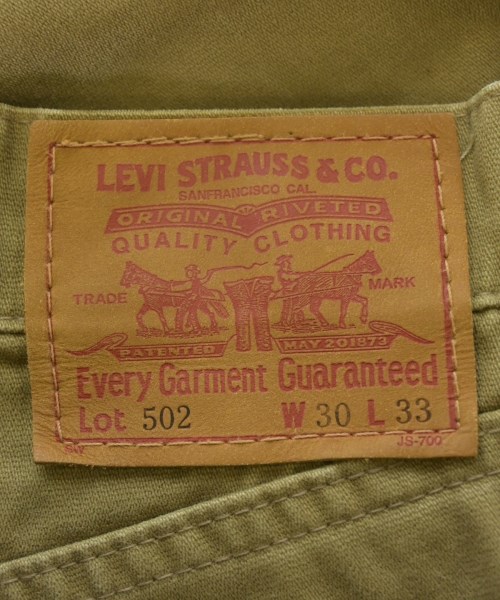 LEVI STRAUSS & CO.
SANFRANCISCO CAL.
ORIGINAL RIVETED
QUALITY CLOTHING
TRADE MARK
PATENTED MAY 20 1873
Every Garment Guaranteed
Lot 502 W 30 L 33
JS-700